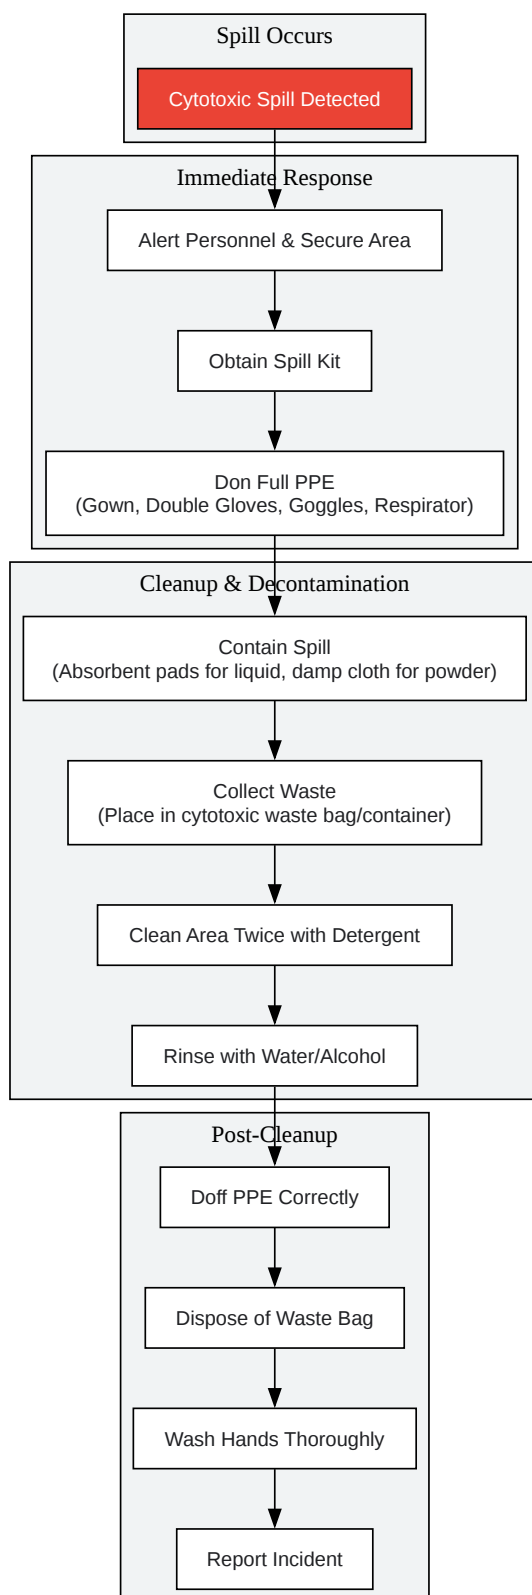 Spill Occurs
Cytotoxic Spill Detected
Immediate Response
Alert Personnel & Secure Area
Obtain Spill Kit
Don Full PPE
(Gown, Double Gloves, Goggles, Respirator)
Cleanup & Decontamination
Contain Spill
(Absorbent pads for liquid, damp cloth for powder)
Collect Waste
(Place in cytotoxic waste bag/container)
Clean Area Twice with Detergent
Rinse with Water/Alcohol
Post-Cleanup
Doff PPE Correctly
Dispose of Waste Bag
Wash Hands Thoroughly
Report Incident